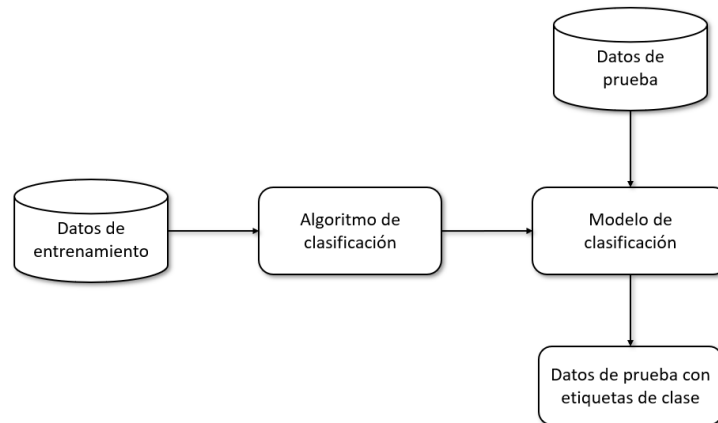 Datos de
prueba
Datos de
entrenamiento
Algoritmo de
clasificación
Modelo de
clasificación
Datos de prueba con
etiquetas de clase